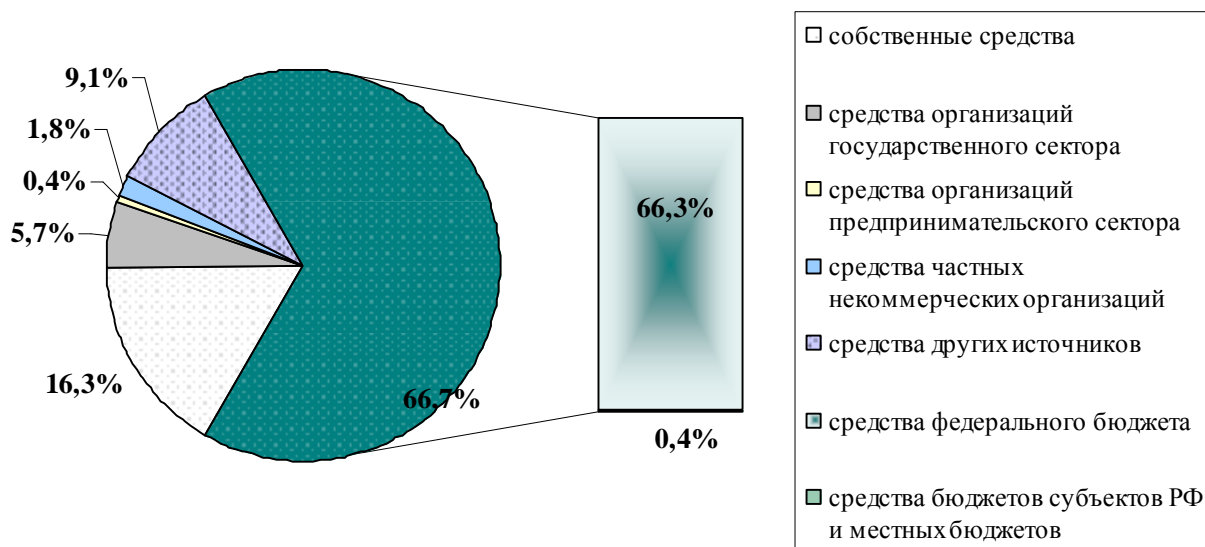 9,1%
1,8%
0,4%
5,7%
16,3%
66,7%
66,3%
0,4%
собственные средства
средства организаций
государственного сектора
средства организаций
предпринимательского сектора
средства частных
некоммерческих организаций
средства других источников
средства федерального бюджета
средства бюджетов субъектов РФ
и местных бюджетов